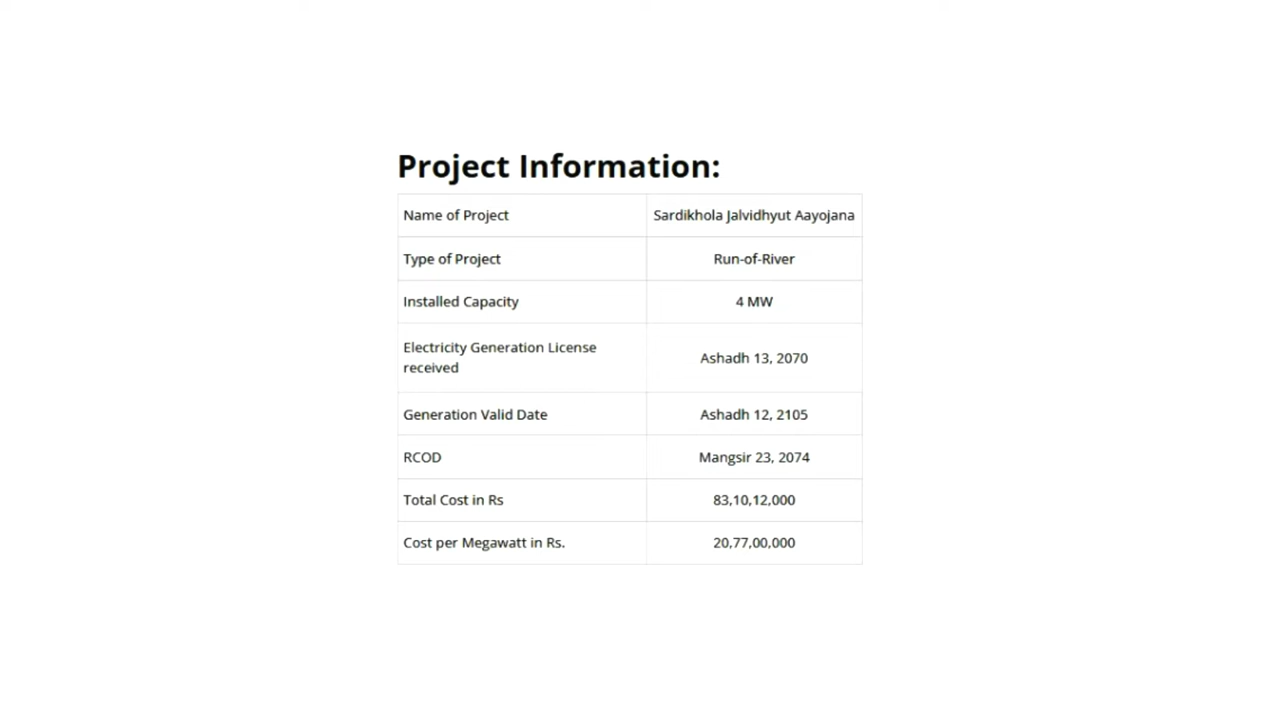 Project Information:
Name of Project Sardikhola Jalvidhyut Aayojana
Type of Project Run-of-River
Installed Capacity 4 MW
Electricity Generation License
received Ashadh 13, 2070
Generation Valid Date Ashadh 12, 2105
RCOD Mangsir 23, 2074
Total Cost in Rs 83,10,12,000
Cost per Megawatt in Rs. 20,77,00,000